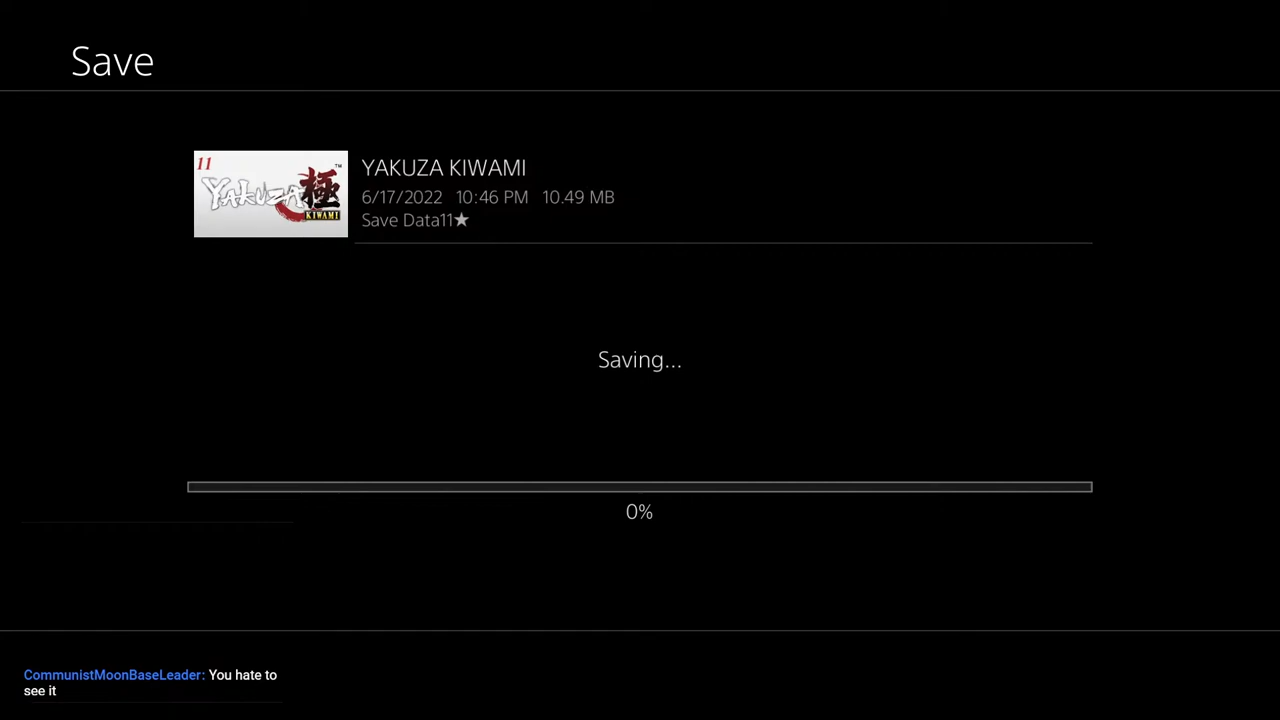 Save
11
YAKUZA 極
™
KIWAMI
YAKUZA KIWAMI
6/17/2022 10:46 PM 10.49 MB
Save Data11★
Saving...
0%
CommunistMoonBaseLeader: You hate to
see it